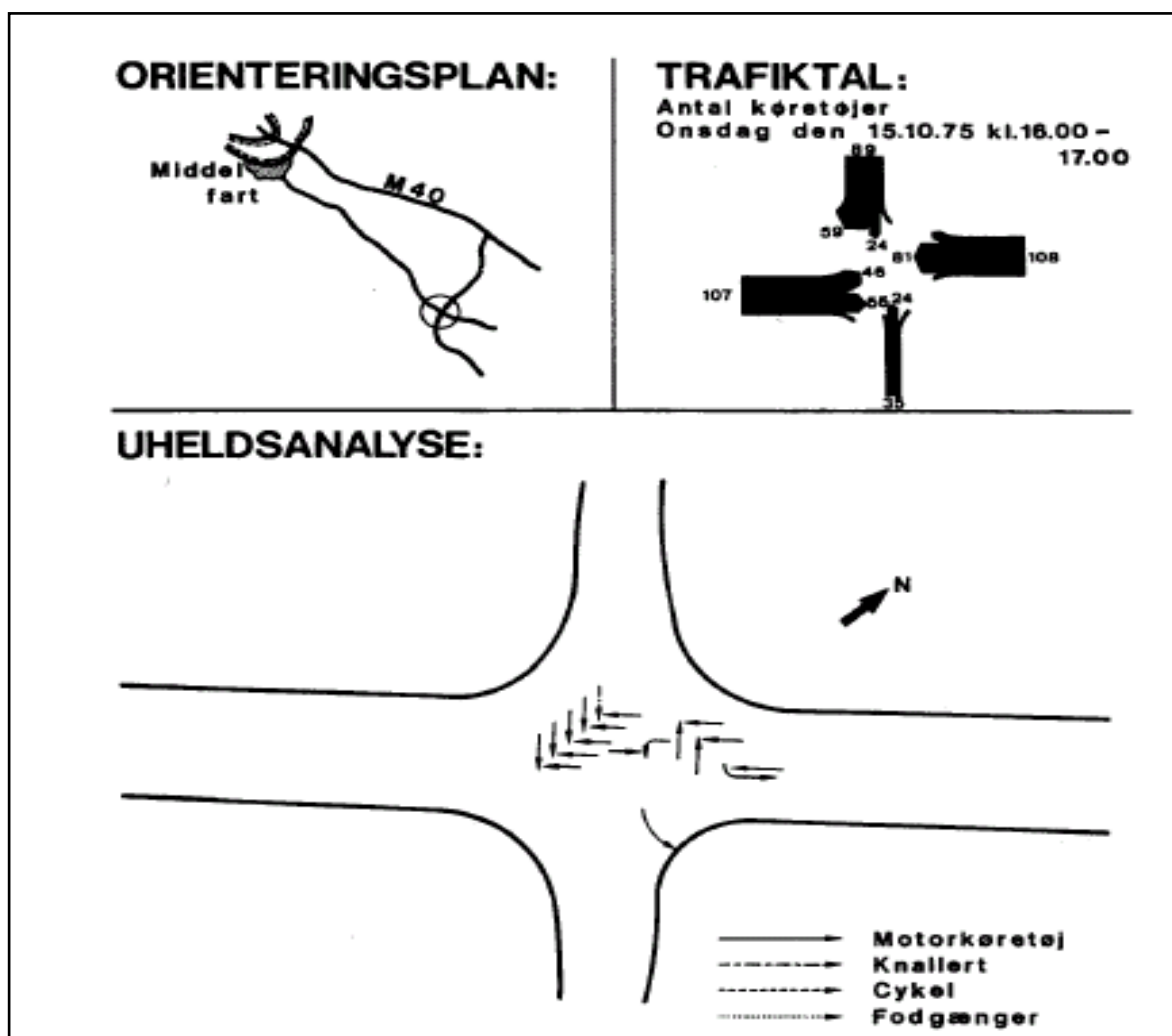 ORIENTERINGSPLAN:
Middel
fart
M40
TRAFIKTAL:
Antal køretøjer
Onsdag den 15.10.75 kl.16.00 –
17.00
89
59
24
81
108
46
107
24
35
UHELDSANALYSE:
N
Motorkøretøj
Knallert
Cykel
Fodgænger